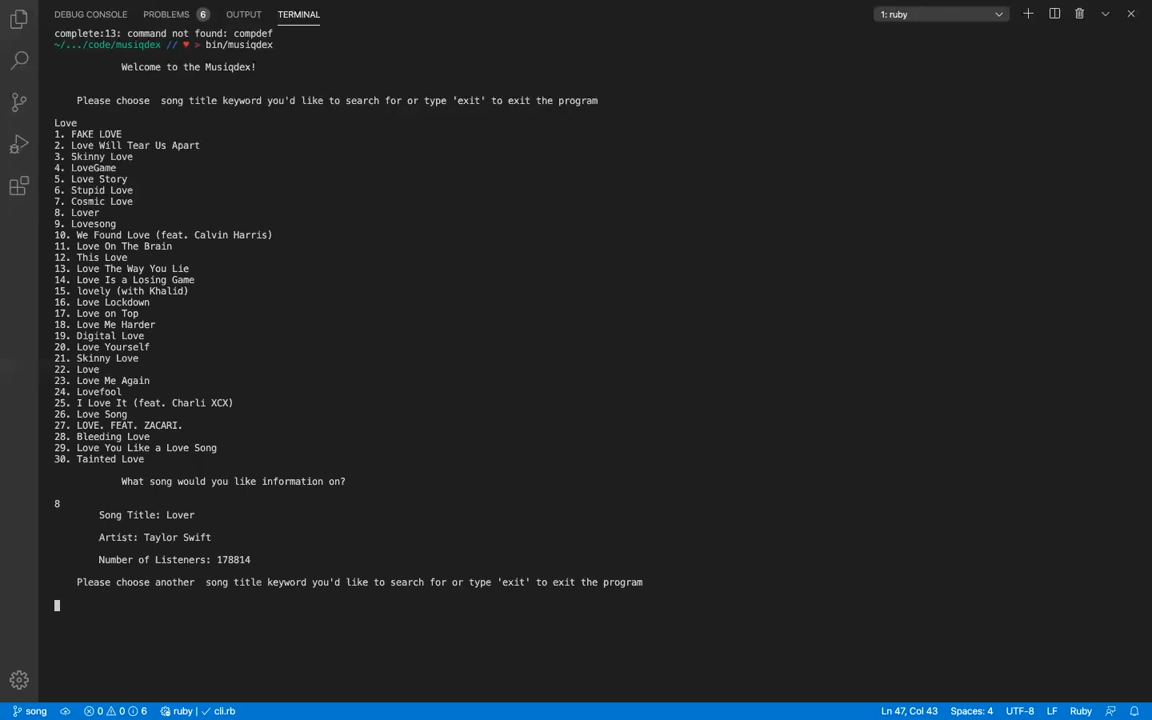 DEBUG CONSOLE PROBLEMS 6 OUTPUT TERMINAL 1: ruby
complete:13: command not found: compdef
~/.../code/musiqdex // ♥ > bin/musiqdex
Welcome to the Musiqdex!
Please choose  song title keyword you'd like to search for or type 'exit' to exit the program
Love
1. FAKE LOVE
2. Love Will Tear Us Apart
3. Skinny Love
4. LoveGame
5. Love Story
6. Stupid Love
7. Cosmic Love
8. Lover
9. Lovesong
10. We Found Love (feat. Calvin Harris)
11. Love On The Brain
12. This Love
13. Love The Way You Lie
14. Love Is a Losing Game
15. lovely (with Khalid)
16. Love Lockdown
17. Love on Top
18. Love Me Harder
19. Digital Love
20. Love Yourself
21. Skinny Love
22. Love
23. Love Me Again
24. Lovefool
25. I Love It (feat. Charli XCX)
26. Love Song
27. LOVE. FEAT. ZACARI.
28. Bleeding Love
29. Love You Like a Love Song
30. Tainted Love
What song would you like information on?
8
Song Title: Lover
Artist: Taylor Swift
Number of Listeners: 178814
Please choose another  song title keyword you'd like to search for or type 'exit' to exit the program
song 0 0 6 ruby | ✓ cli.rb Ln 47, Col 43 Spaces: 4 UTF-8 LF Ruby